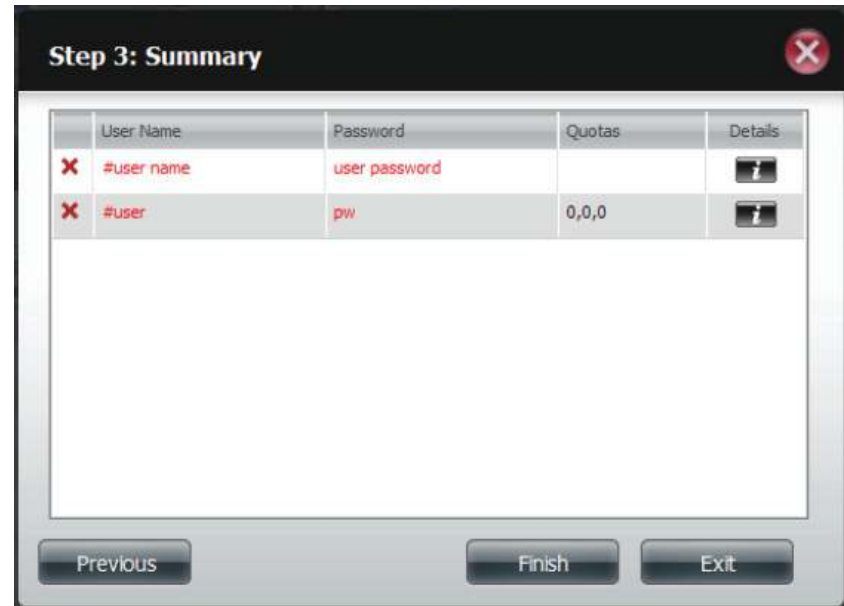 Step 3: Summary
User Name Password Quotas Details
#user name user password
#user pw 0,0,0
Previous Finish Exit